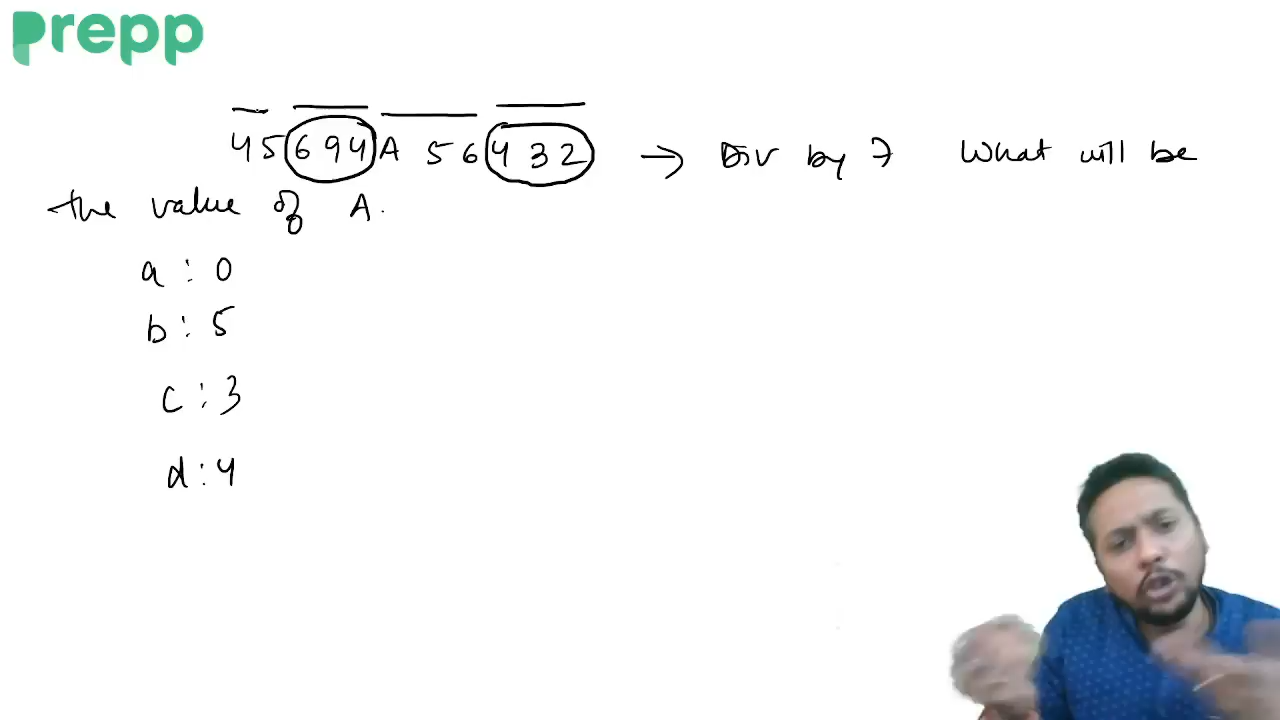 Prepp
45694A56432 → Div by 7 What will be
the value of A.
a : 0
b : 5
c : 3
d : 4